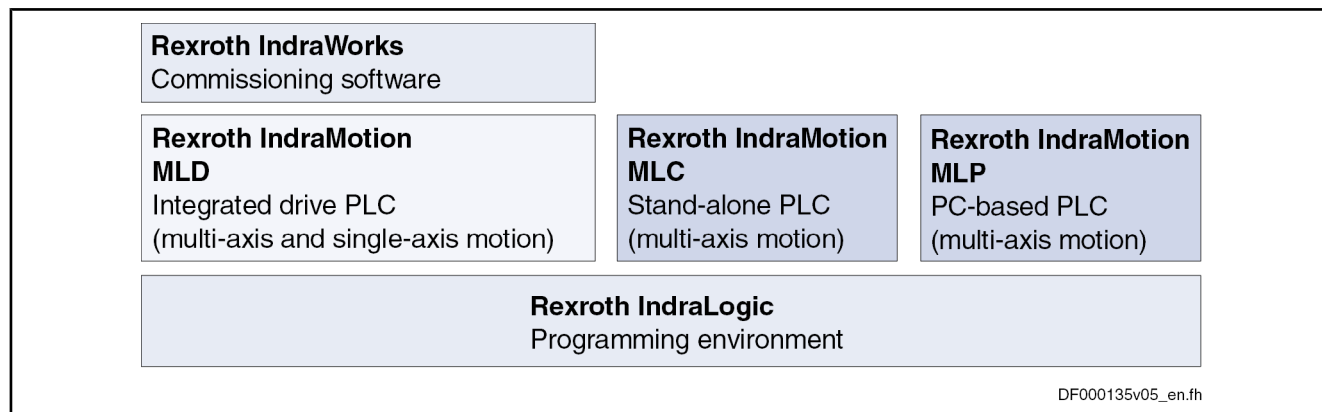 Rexroth IndraWorks
Commissioning software
Rexroth IndraMotion
MLD
Integrated drive PLC
(multi-axis and single-axis motion)
Rexroth IndraMotion
MLC
Stand-alone PLC
(multi-axis motion)
Rexroth IndraMotion
MLP
PC-based PLC
(multi-axis motion)
Rexroth IndraLogic
Programming environment
DF000135v05_en.fh